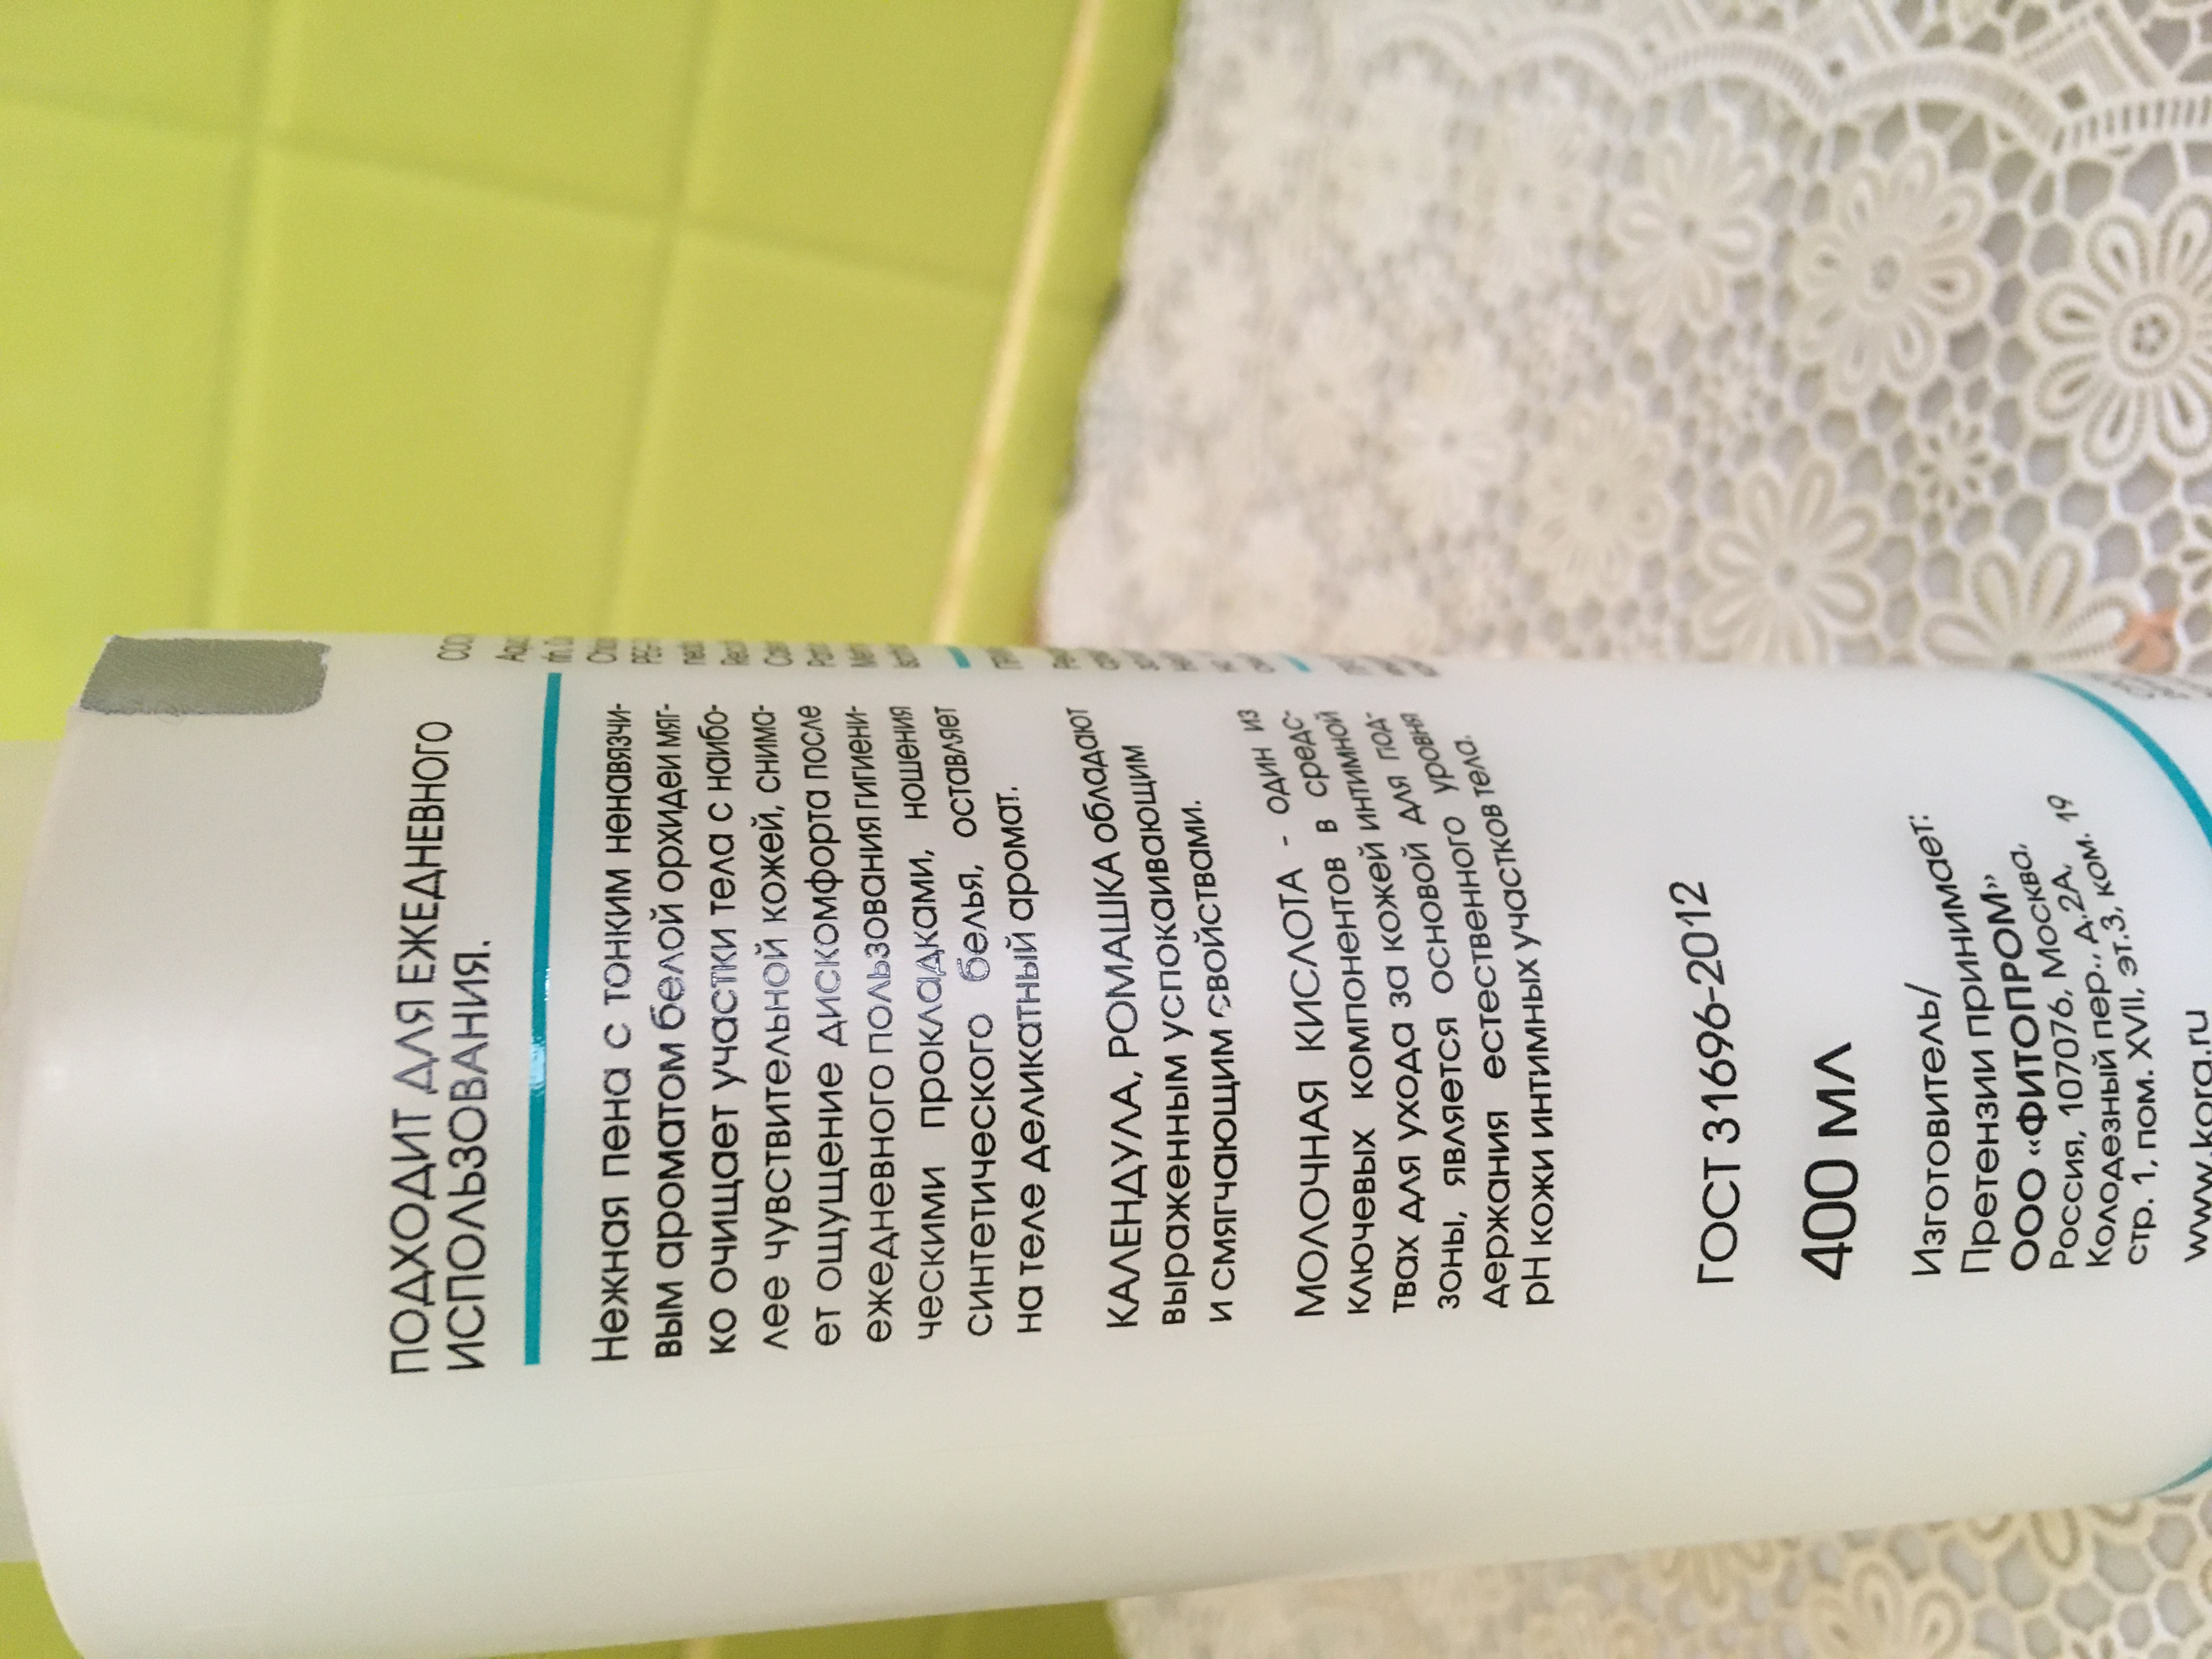 ПОДХОДИТ ДЛЯ ЕЖЕДНЕВНОГО
ИСПОЛЬЗОВАНИЯ.
Нежная пена с тонким ненавязчи-
вым ароматом белой орхидеи мяг-
ко очищает участки тела с наибо-
лее чувствительной кожей, снима-
ет ощущение дискомфорта после
ежедневного пользования гигиени-
ческими прокладками, ношения
синтетического белья, оставляет
на теле деликатный аромат.
КАЛЕНДУЛА, РОМАШКА обладают
выраженным успокаивающим
и смягчающим свойствами.
МОЛОЧНАЯ КИСЛОТА - один из
ключевых компонентов в средс-
твах для ухода за кожей интимной
зоны, является основой для под-
держания естественного уровня
pH кожи интимных участков тела.
ГОСТ 31696-2012
400 МЛ
Изготовитель/
Претензии принимает:
ООО «ФИТОПРОМ»
Россия, 107076, Москва,
Колодезный пер., д.2А,
стр. 1, пом. XVII, эт.3, ком. 19
www.kora.ru